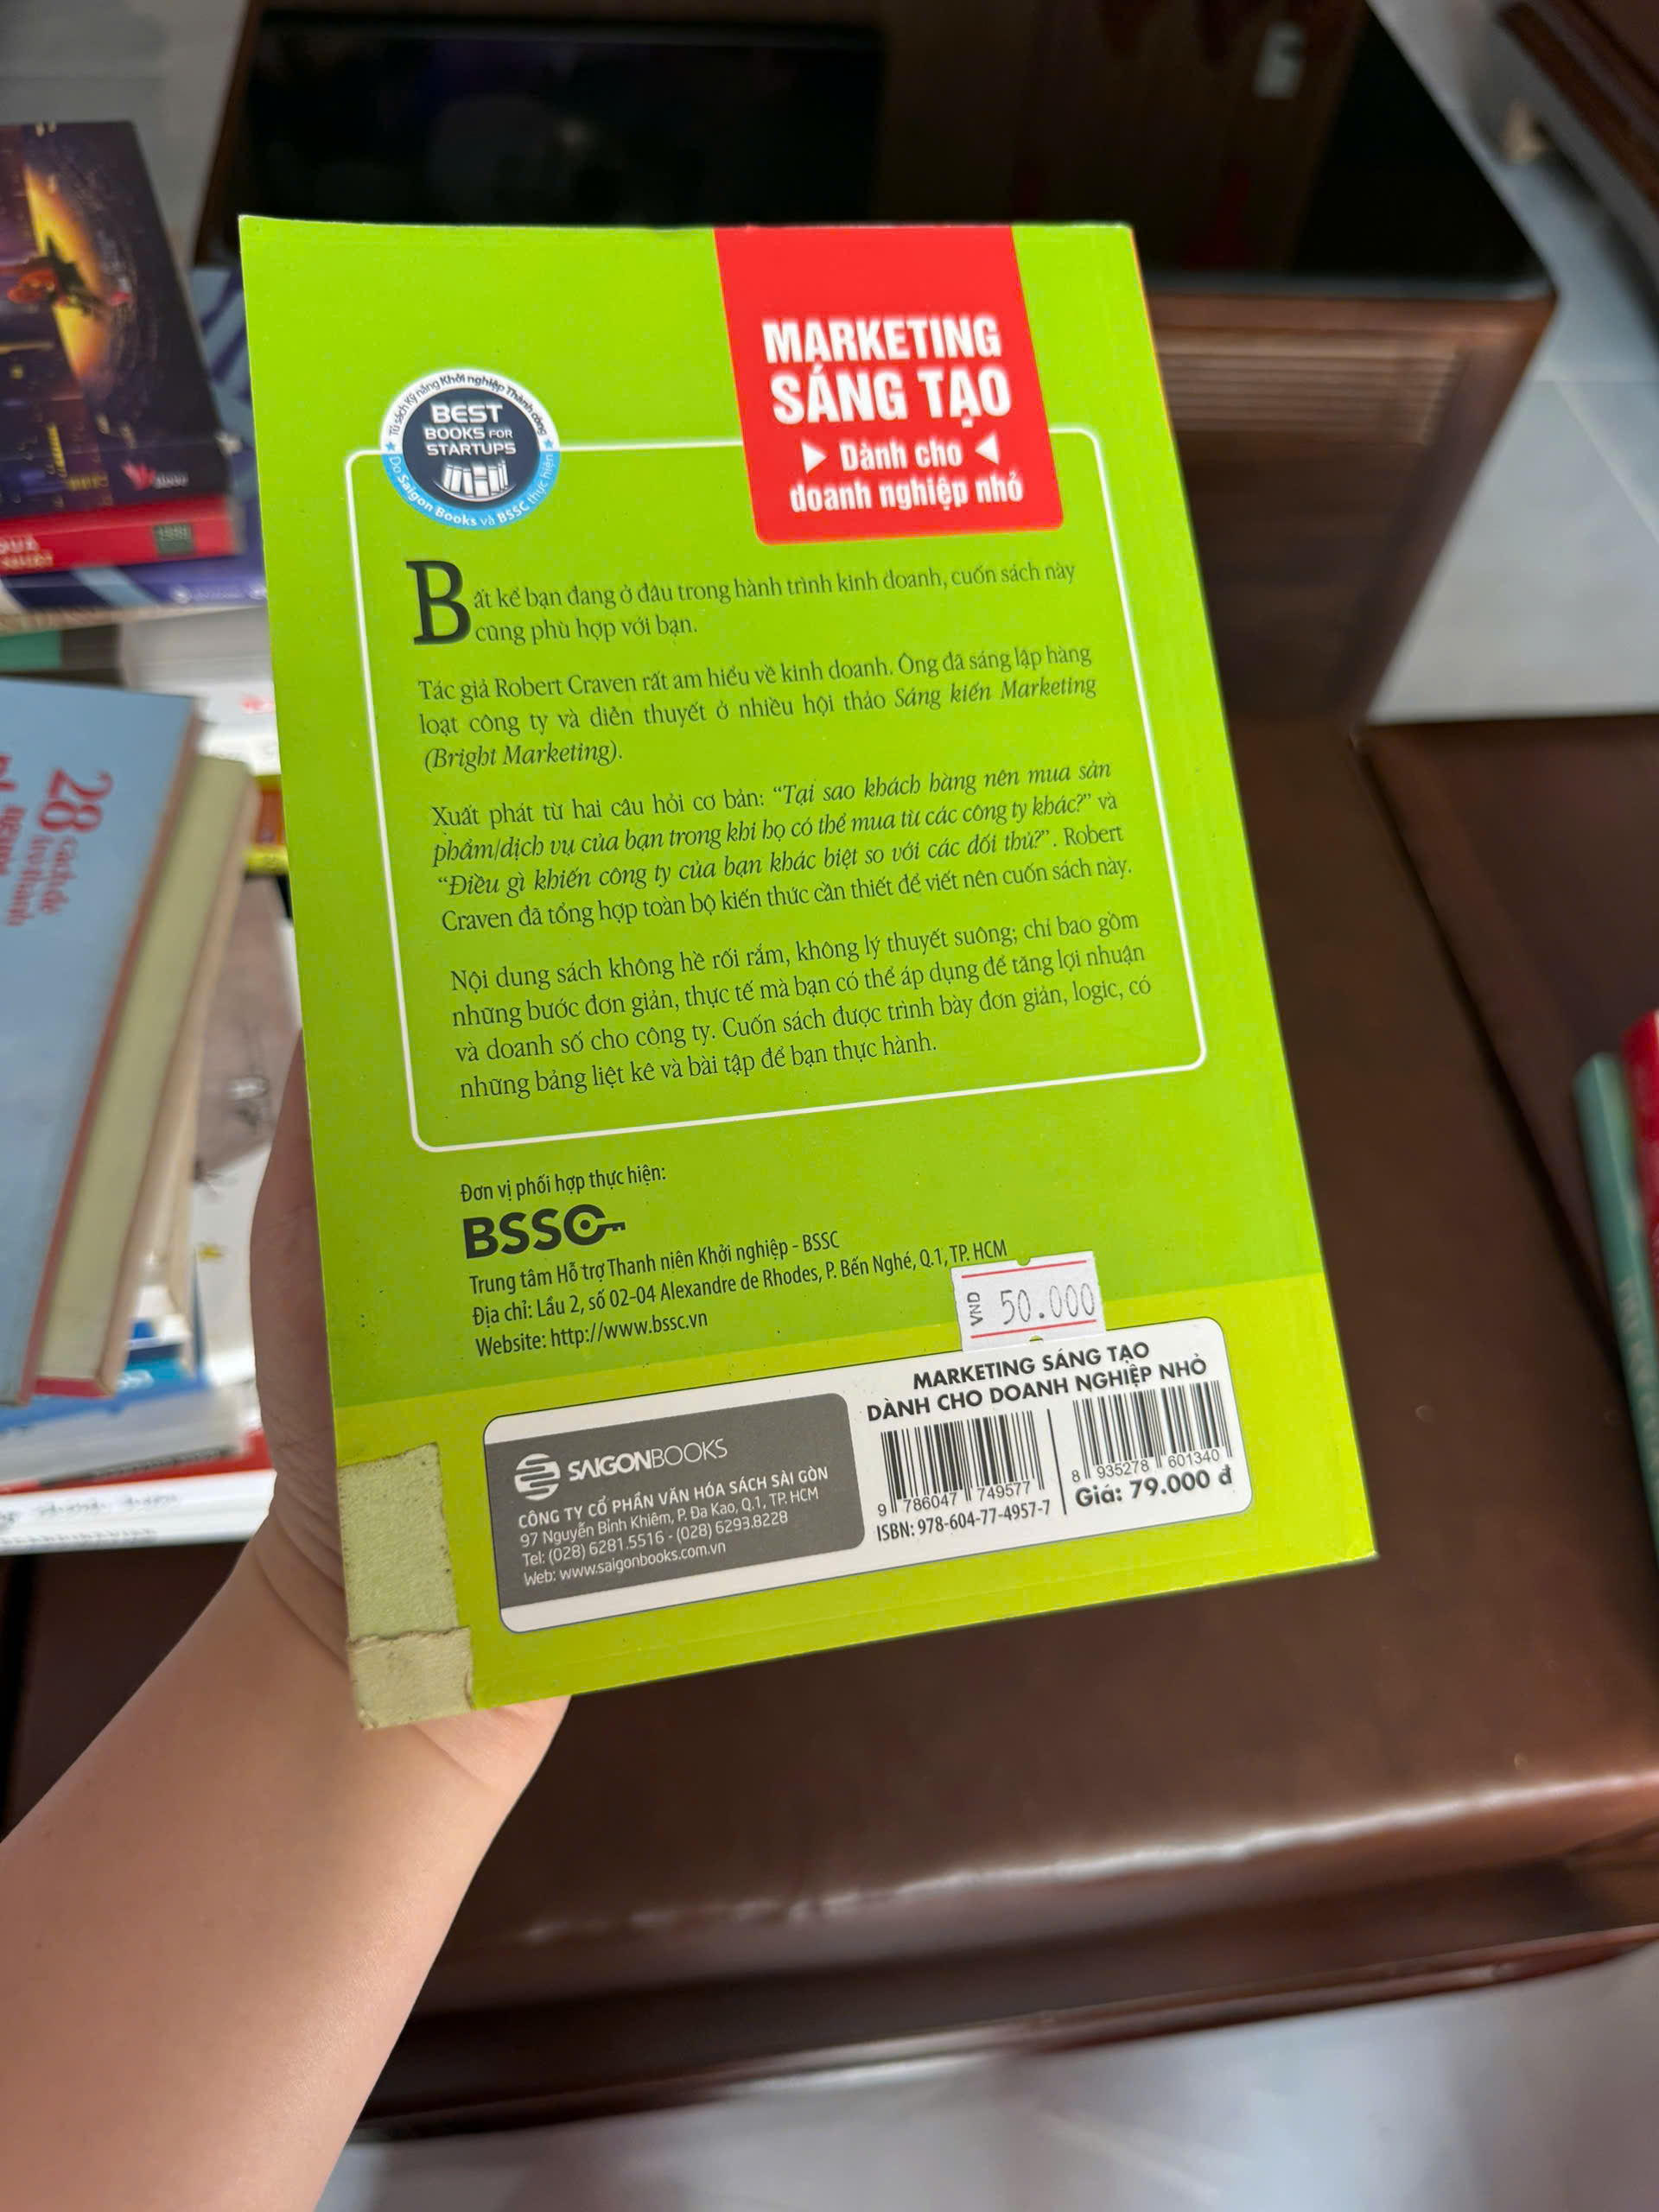 MARKETING
SÁNG TẠO
Dành cho
doanh nghiệp nhỏ
Tủ sách Kỹ năng Khởi nghiệp Thành công
BEST
BOOKS FOR
STARTUPS
Do Saigon Books và BSSC thực hiện
Bất kể bạn đang ở đâu trong hành trình kinh doanh, cuốn sách này
cũng phù hợp với bạn.
Tác giả Robert Craven rất am hiểu về kinh doanh. Ông đã sáng lập hàng
loạt công ty và diễn thuyết ở nhiều hội thảo Sáng kiến Marketing
(Bright Marketing).
Xuất phát từ hai câu hỏi cơ bản: “Tại sao khách hàng nên mua sản
phẩm/dịch vụ của bạn trong khi họ có thể mua từ các công ty khác?” và
“Điều gì khiến công ty của bạn khác biệt so với các đối thủ?”. Robert
Craven đã tổng hợp toàn bộ kiến thức cần thiết để viết nên cuốn sách này.
Nội dung sách không hề rối rắm, không lý thuyết suông; chỉ bao gồm
những bước đơn giản, thực tế mà bạn có thể áp dụng để tăng lợi nhuận
và doanh số cho công ty. Cuốn sách được trình bày đơn giản, logic, có
những bảng liệt kê và bài tập để bạn thực hành.
Đơn vị phối hợp thực hiện:
BSSC
Trung tâm Hỗ trợ Thanh niên Khởi nghiệp - BSSC
Địa chỉ: Lầu 2, số 02-04 Alexandre de Rhodes, P. Bến Nghé, Q.1, TP. HCM
Website: http://www.bssc.vn
VND 50.000
MARKETING SÁNG TẠO
DÀNH CHO DOANH NGHIỆP NHỎ
9 786047 749577
ISBN: 978-604-77-4957-7
8 935278 601340
Giá: 79.000 đ
SAIGONBOOKS
CÔNG TY CỔ PHẦN VĂN HÓA SÁCH SÀI GÒN
97 Nguyễn Bỉnh Khiêm, P. Đa Kao, Q.1, TP. HCM
Tel: (028) 6281.5516 - (028) 6293.8228
Web: www.saigonbooks.com.vn
28